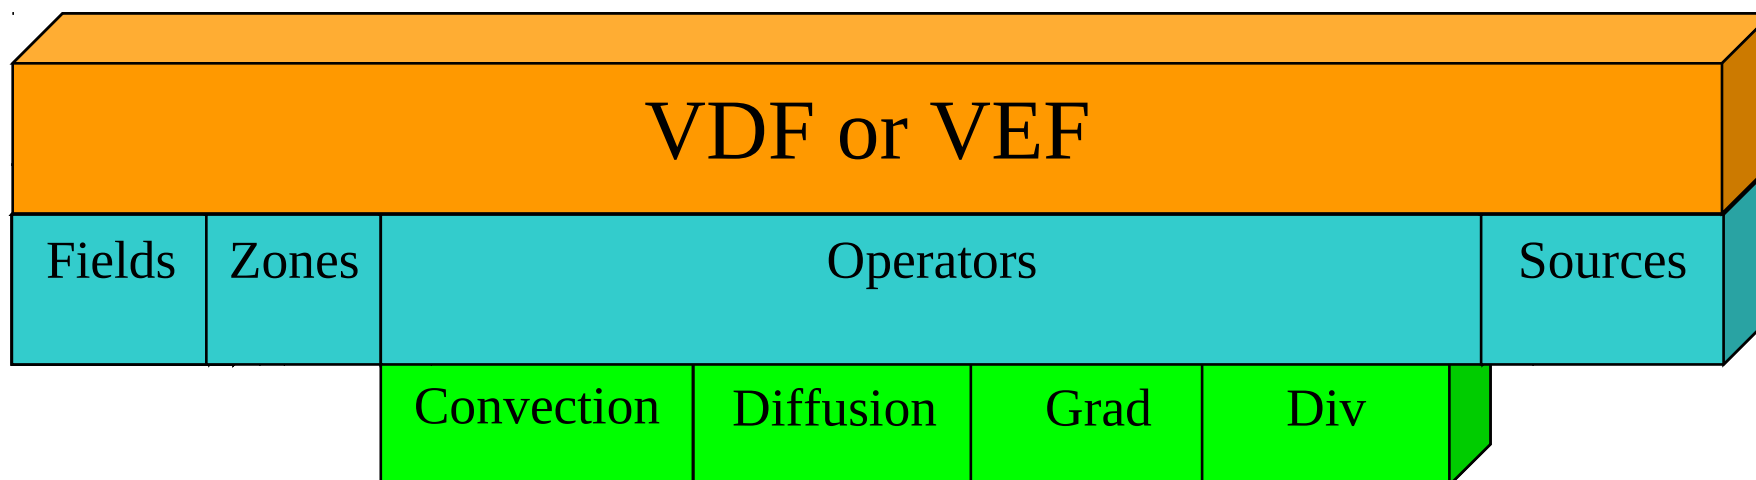 VDF or VEF
Fields Zones Operators Sources
Convection Diffusion Grad Div